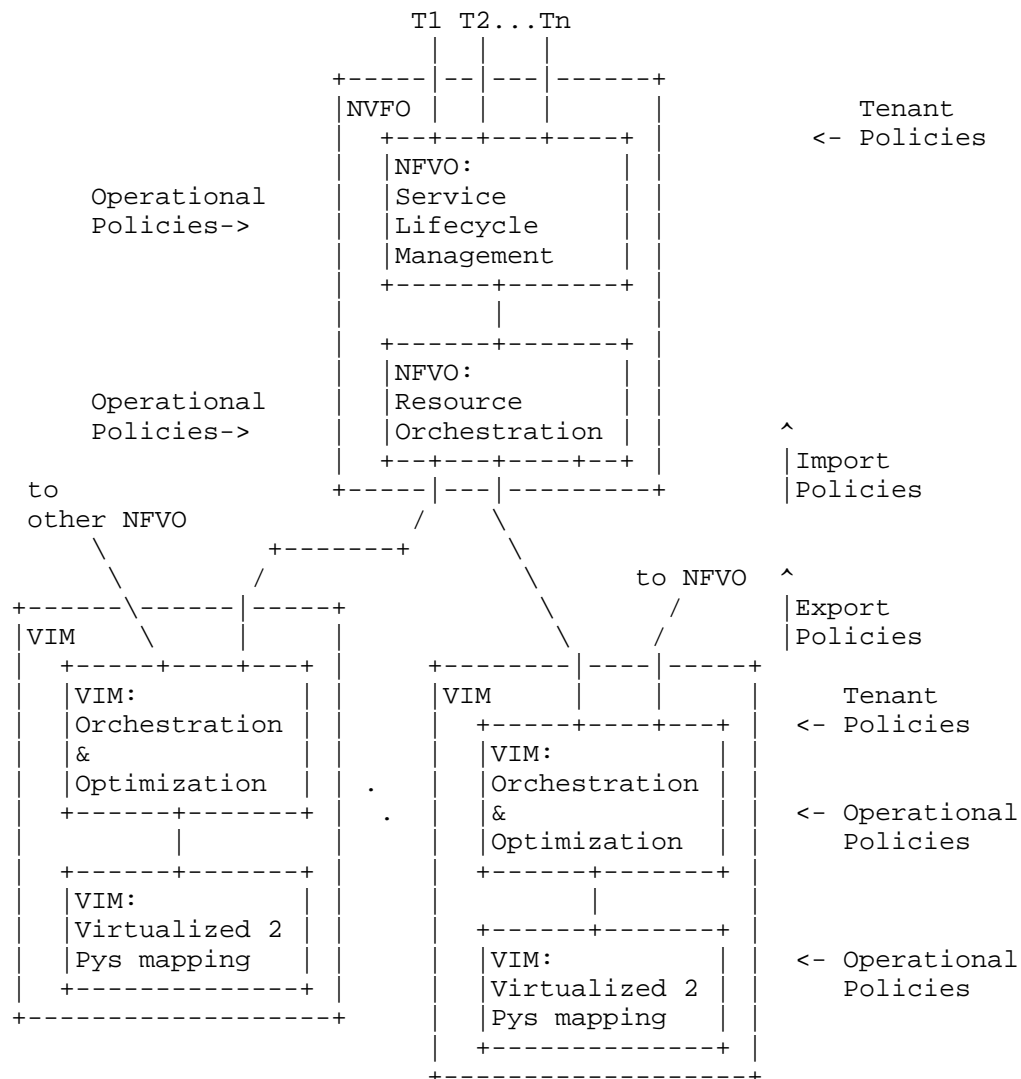 T1 T2...Tn
NVFO
Tenant
<- Policies
NFVO:
Service
Lifecycle
Management
Operational
Policies->
NFVO:
Resource
Orchestration
Operational
Policies->
^
Import
Policies
to
other NFVO
to NFVO
^
Export
Policies
VIM
VIM:
Orchestration
&
Optimization
. 
.
VIM:
Virtualized 2
Pys mapping
VIM
VIM:
Orchestration
&
Optimization
VIM:
Virtualized 2
Pys mapping
Tenant
<- Policies
<- Operational
Policies
<- Operational
Policies